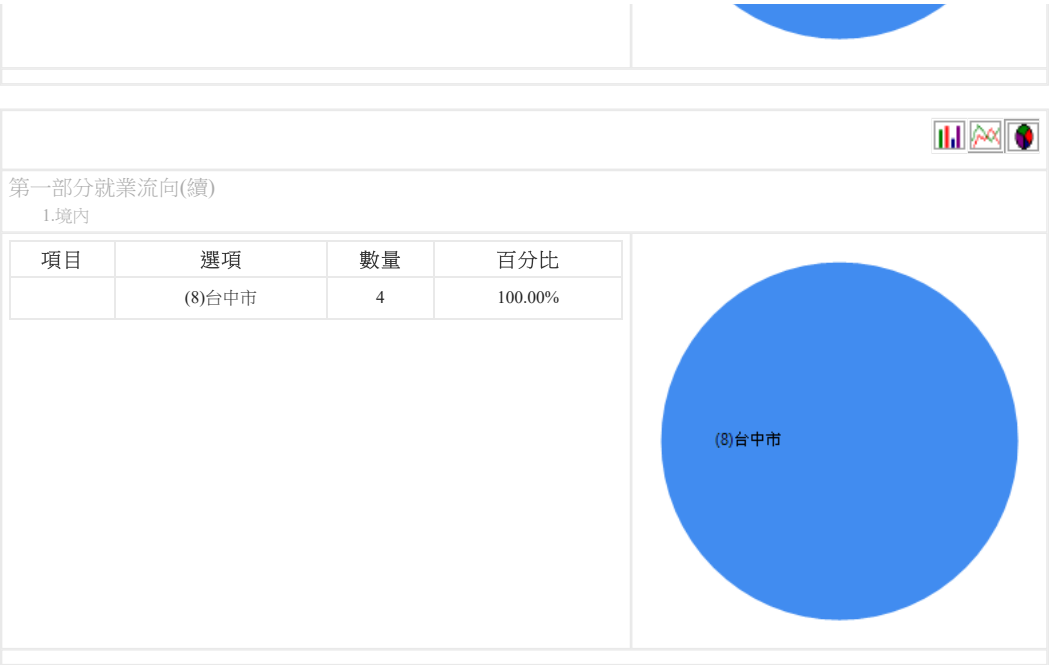 第一部分就業流向(續)
1.境內
項目 選項 數量 百分比
(8)台中市 4 100.00%
(8)台中市